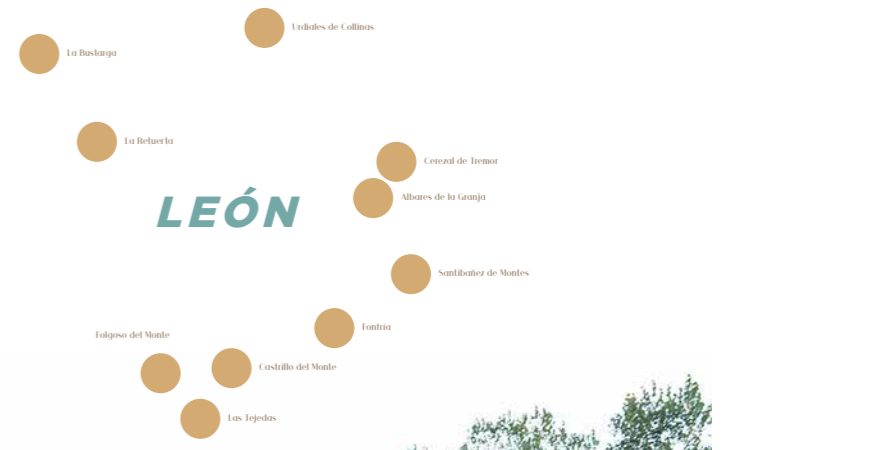 Urdiales de Collinas
La Bustarga
La Retuerta
Cerezal de Tremor
Albares de la Granja
LEÓN
Santibañez de Montes
Fontría
Folgoso del Monte
Castrillo del Monte
Las Tejedas